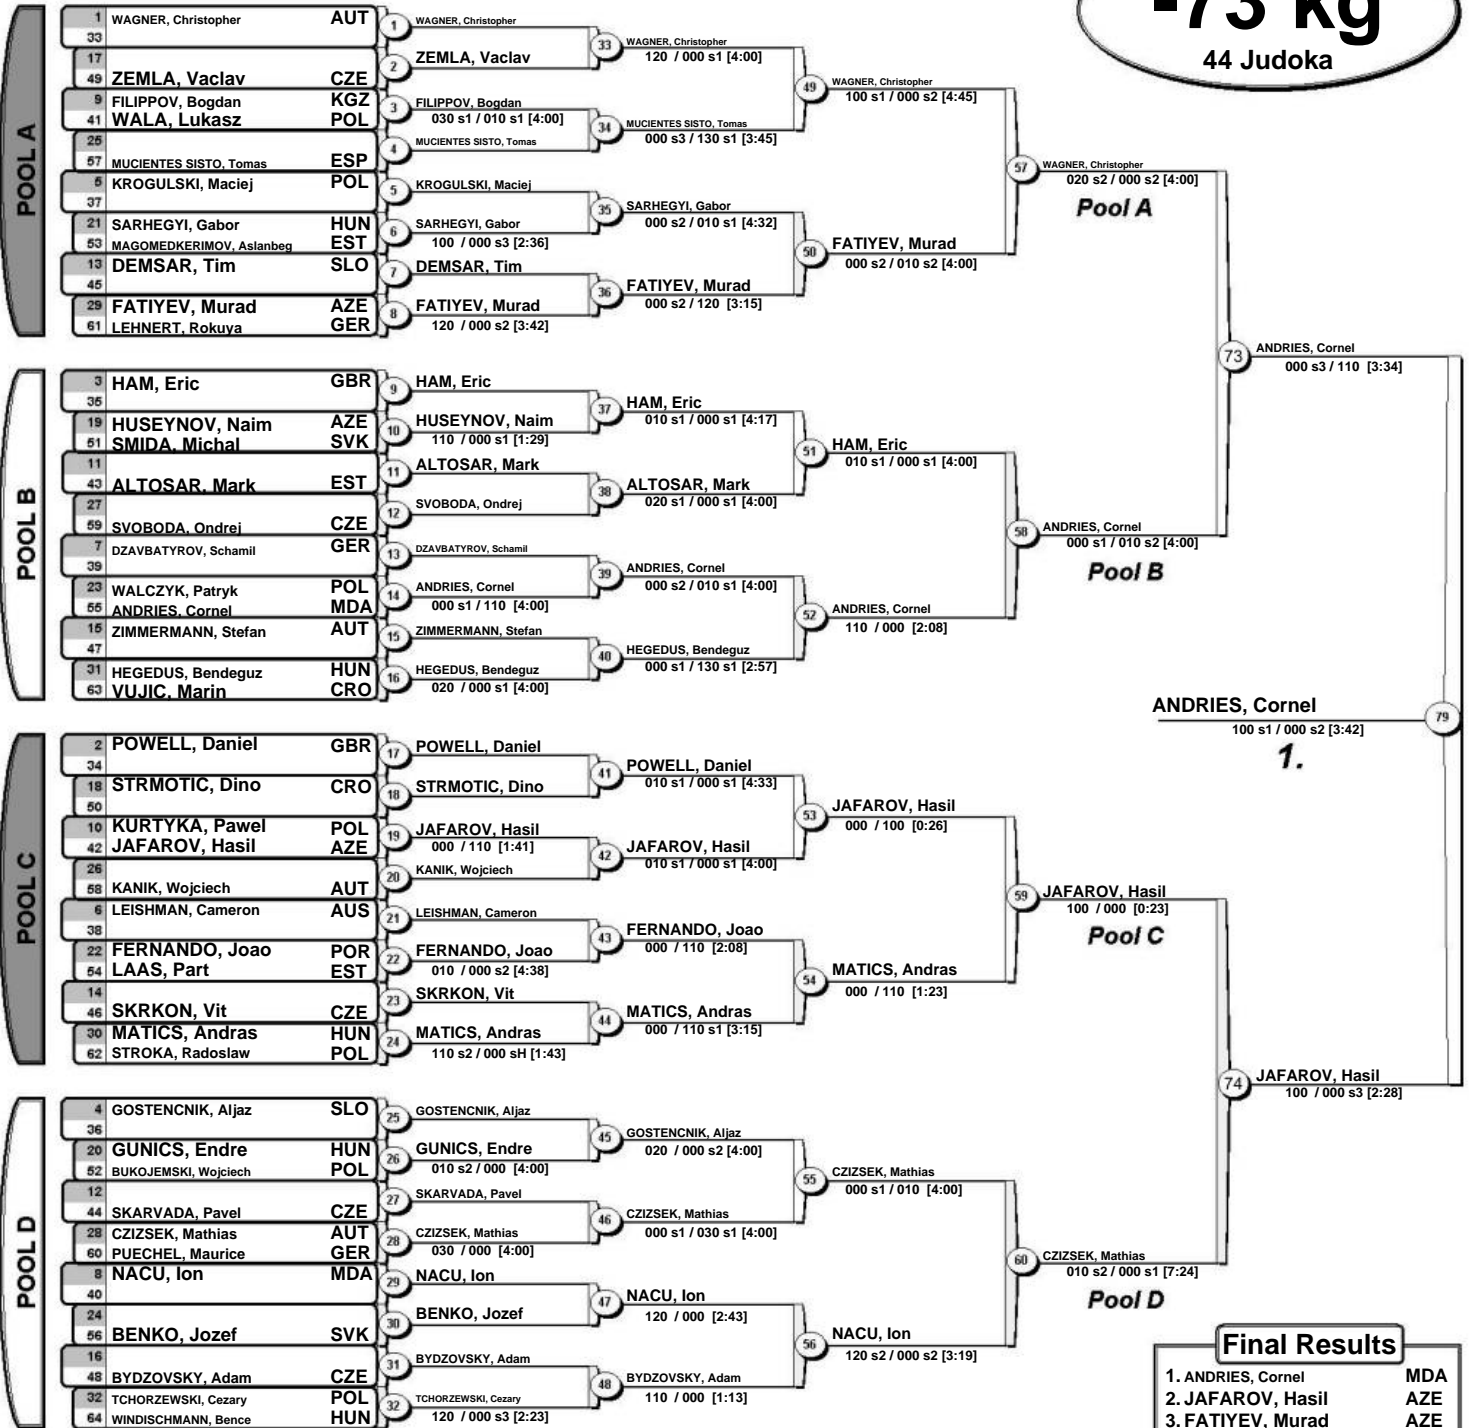 -73 kg
44 Judoka
POOL A
1 WAGNER, Christopher AUT
33
17
49 ZEMLA, Vaclav CZE
9 FILIPPOV, Bogdan KGZ
41 WALA, Lukasz POL
25
57 MUCIENTES SISTO, Tomas ESP
5 KROGULSKI, Maciej POL
37
21 SARHEGYI, Gabor HUN
53 MAGOMEDKERIMOV, Aslanbeg EST
13 DEMSAR, Tim SLO
45
29 FATIYEV, Murad AZE
61 LEHNERT, Rokuya GER
1 WAGNER, Christopher
2 ZEMLA, Vaclav
3 FILIPPOV, Bogdan
030 s1 / 010 s1 [4:00]
4 MUCIENTES SISTO, Tomas
5 KROGULSKI, Maciej
6 SARHEGYI, Gabor
100 / 000 s3 [2:36]
7 DEMSAR, Tim
8 FATIYEV, Murad
120 / 000 s2 [3:42]
33 WAGNER, Christopher
120 / 000 s1 [4:00]
34 MUCIENTES SISTO, Tomas
000 s3 / 130 s1 [3:45]
35 SARHEGYI, Gabor
000 s2 / 010 s1 [4:32]
36 FATIYEV, Murad
000 s2 / 120 [3:15]
49 WAGNER, Christopher
100 s1 / 000 s2 [4:45]
50 FATIYEV, Murad
000 s2 / 010 s2 [4:00]
57 WAGNER, Christopher
020 s2 / 000 s2 [4:00]
Pool A
POOL B
3 HAM, Eric GBR
35
19 HUSEYNOV, Naim AZE
51 SMIDA, Michal SVK
11
43 ALTOSAR, Mark EST
27
59 SVOBODA, Ondrej CZE
7 DZAVBATYROV, Schamil GER
39
23 WALCZYK, Patryk POL
55 ANDRIES, Cornel MDA
15 ZIMMERMANN, Stefan AUT
47
31 HEGEDUS, Bendeguz HUN
63 VUJIC, Marin CRO
9 HAM, Eric
10 HUSEYNOV, Naim
110 / 000 s1 [1:29]
11 ALTOSAR, Mark
12 SVOBODA, Ondrej
13 DZAVBATYROV, Schamil
14 ANDRIES, Cornel
000 s1 / 110 [4:00]
15 ZIMMERMANN, Stefan
16 HEGEDUS, Bendeguz
020 / 000 s1 [4:00]
37 HAM, Eric
010 s1 / 000 s1 [4:17]
38 ALTOSAR, Mark
020 s1 / 000 s1 [4:00]
39 ANDRIES, Cornel
000 s2 / 010 s1 [4:00]
40 HEGEDUS, Bendeguz
000 s1 / 130 s1 [2:57]
51 HAM, Eric
010 s1 / 000 s1 [4:00]
52 ANDRIES, Cornel
110 / 000 [2:08]
58 ANDRIES, Cornel
000 s1 / 010 s2 [4:00]
Pool B
73 ANDRIES, Cornel
000 s3 / 110 [3:34]
ANDRIES, Cornel 79
100 s1 / 000 s2 [3:42]
1.
POOL C
2 POWELL, Daniel GBR
34
18 STRMOTIC, Dino CRO
50
10 KURTYKA, Pawel POL
42 JAFAROV, Hasil AZE
26
58 KANIK, Wojciech AUT
6 LEISHMAN, Cameron AUS
38
22 FERNANDO, Joao POR
54 LAAS, Part EST
14
46 SKRKON, Vit CZE
30 MATICS, Andras HUN
62 STROKA, Radoslaw POL
17 POWELL, Daniel
18 STRMOTIC, Dino
19 JAFAROV, Hasil
000 / 110 [1:41]
20 KANIK, Wojciech
21 LEISHMAN, Cameron
22 FERNANDO, Joao
010 / 000 s2 [4:38]
23 SKRKON, Vit
24 MATICS, Andras
110 s2 / 000 sH [1:43]
41 POWELL, Daniel
010 s1 / 000 s1 [4:33]
42 JAFAROV, Hasil
010 s1 / 000 s1 [4:00]
43 FERNANDO, Joao
000 / 110 [2:08]
44 MATICS, Andras
000 / 110 s1 [3:15]
53 JAFAROV, Hasil
000 / 100 [0:26]
54 MATICS, Andras
000 / 110 [1:23]
59 JAFAROV, Hasil
100 / 000 [0:23]
Pool C
74 JAFAROV, Hasil
100 / 000 s3 [2:28]
POOL D
4 GOSTENCNIK, Aljaz SLO
36
20 GUNICS, Endre HUN
52 BUKOJEMSKI, Wojciech POL
12
44 SKARVADA, Pavel CZE
28 CZIZSEK, Mathias AUT
60 PUECHEL, Maurice GER
8 NACU, Ion MDA
40
24
56 BENKO, Jozef SVK
16
48 BYDZOVSKY, Adam CZE
32 TCHORZEWSKI, Cezary POL
64 WINDISCHMANN, Bence HUN
25 GOSTENCNIK, Aljaz
26 GUNICS, Endre
010 s2 / 000 [4:00]
27 SKARVADA, Pavel
28 CZIZSEK, Mathias
030 / 000 [4:00]
29 NACU, Ion
30 BENKO, Jozef
31 BYDZOVSKY, Adam
32 TCHORZEWSKI, Cezary
120 / 000 s3 [2:23]
45 GOSTENCNIK, Aljaz
020 / 000 s2 [4:00]
46 CZIZSEK, Mathias
000 s1 / 030 s1 [4:00]
47 NACU, Ion
120 / 000 [2:43]
48 BYDZOVSKY, Adam
110 / 000 [1:13]
55 CZIZSEK, Mathias
000 s1 / 010 [4:00]
56 NACU, Ion
120 s2 / 000 s2 [3:19]
60 CZIZSEK, Mathias
010 s2 / 000 s1 [7:24]
Pool D
Final Results
1. ANDRIES, Cornel MDA
2. JAFAROV, Hasil AZE
3. FATIYEV, Murad AZE